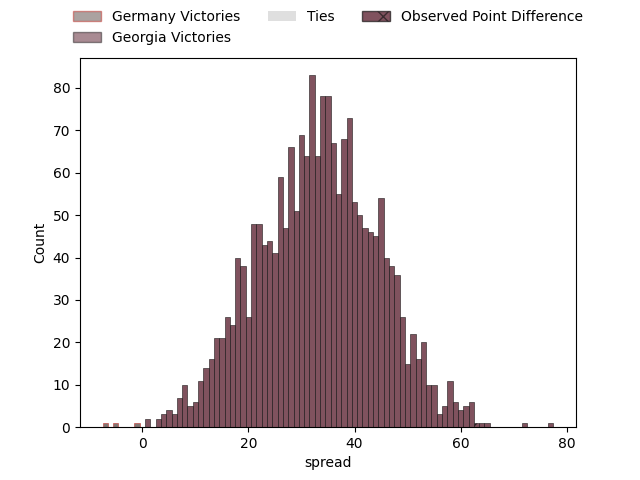 Germany Victories
Georgia Victories
Ties
Observed Point Difference
80
70
60
50
40
30
20
10
0
Count
0 20 40 60 80
spread